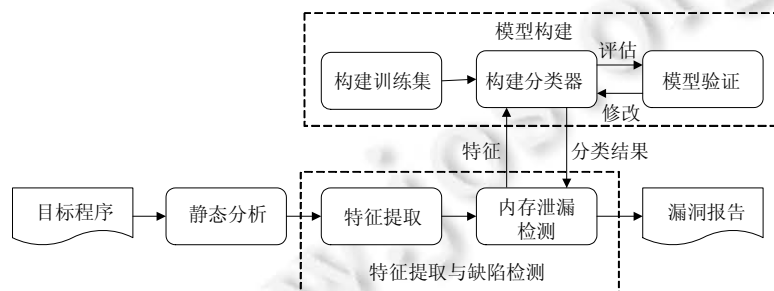 模型构建
评估
构建训练集
构建分类器
模型验证
修改
特征
分类结果
目标程序
静态分析
特征提取
内存泄漏
检测
漏洞报告
特征提取与缺陷检测